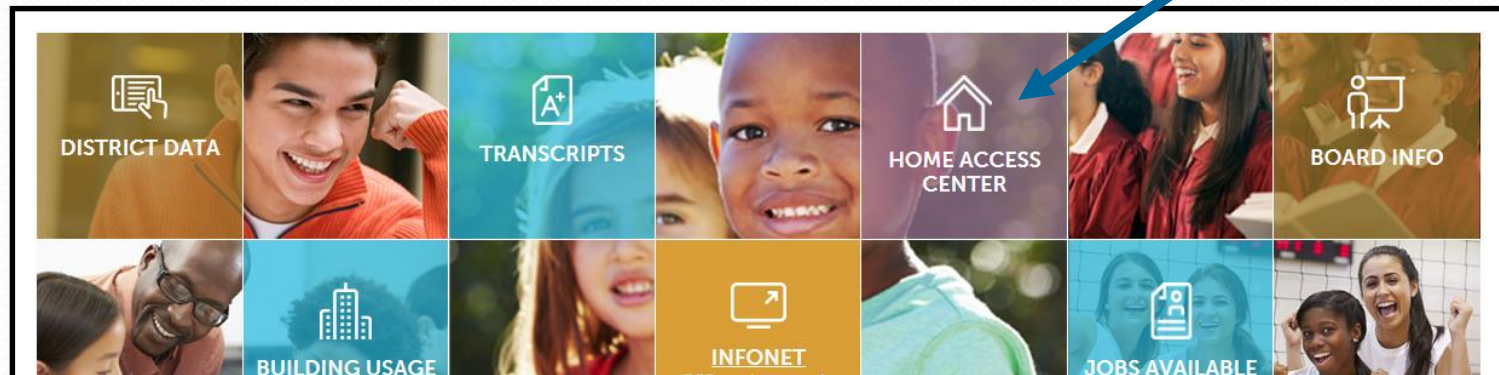 DISTRICT DATA
A+
TRANSCRIPTS
HOME ACCESS
CENTER
BOARD INFO
BUILDING USAGE
INFONET
JOBS AVAILABLE